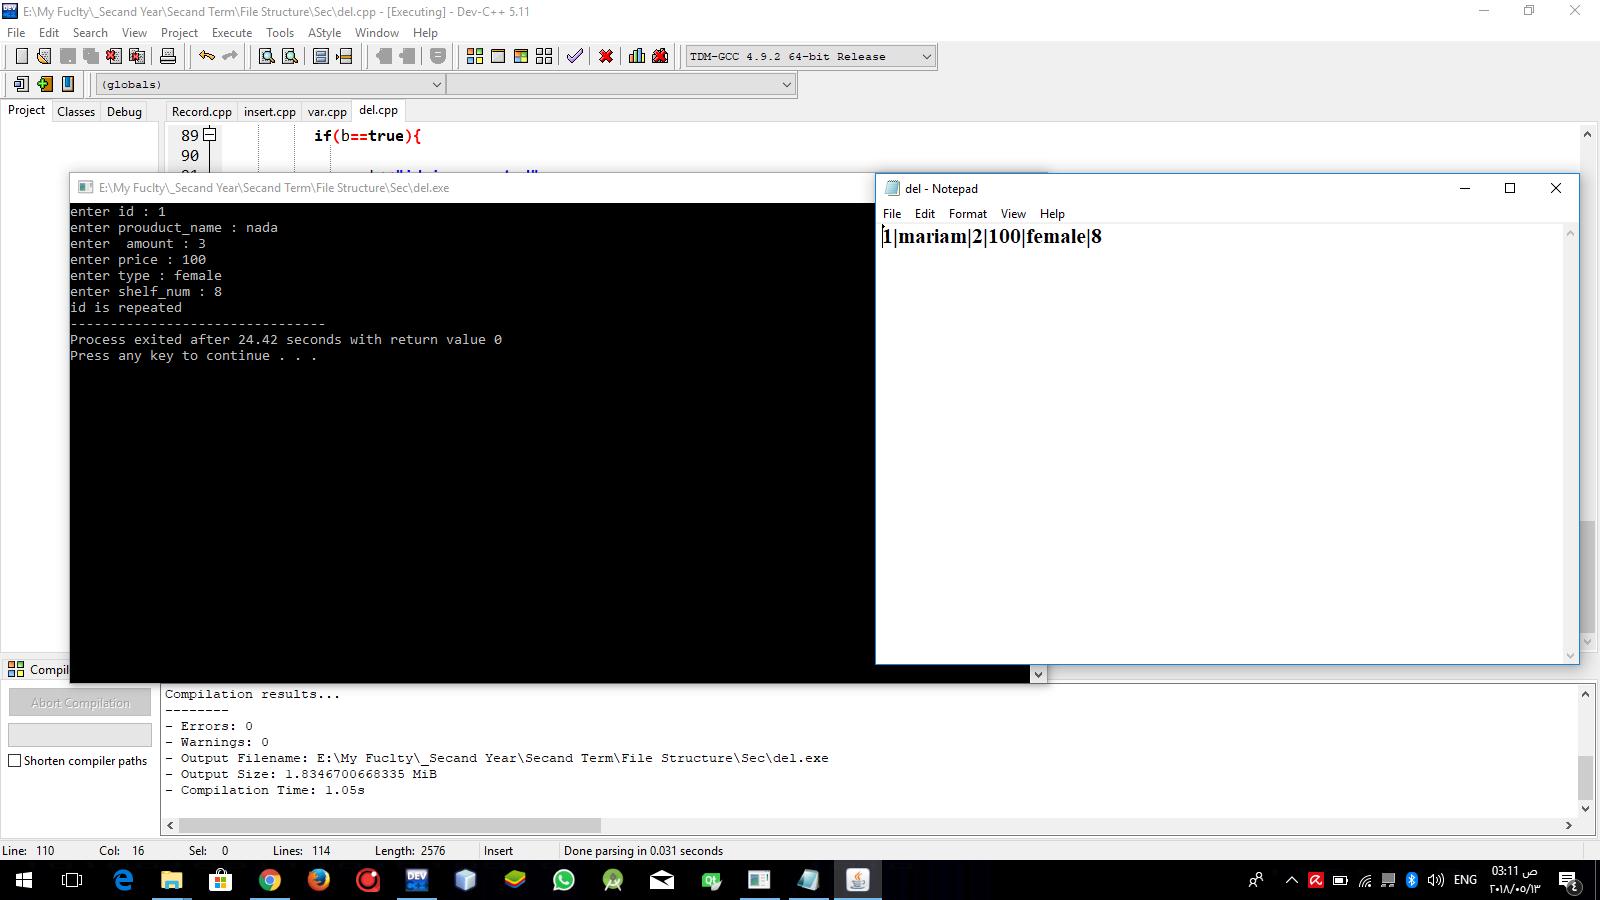 E:\My Fuclty\_Secand Year\Secand Term\File Structure\Sec\del.cpp - [Executing] - Dev-C++ 5.11
File Edit Search View Project Execute Tools AStyle Window Help
TDM-GCC 4.9.2 64-bit Release
(globals)
Project Classes Debug Record.cpp insert.cpp var.cpp del.cpp
89 if(b==true){
90
E:\My Fuclty\_Secand Year\Secand Term\File Structure\Sec\del.exe
enter id : 1
enter prouduct_name : nada
enter  amount : 3
enter price : 100
enter type : female
enter shelf_num : 8
id is repeated
--------------------------------
Process exited after 24.42 seconds with return value 0
Press any key to continue . . .
del - Notepad
File Edit Format View Help
1|mariam|2|100|female|8
Compil
Abort Compilation
Shorten compiler paths
Compilation results...
--------
- Errors: 0
- Warnings: 0
- Output Filename: E:\My Fuclty\_Secand Year\Secand Term\File Structure\Sec\del.exe
- Output Size: 1.8346700668335 MiB
- Compilation Time: 1.05s
Line: 110 Col: 16 Sel: 0 Lines: 114 Length: 2576 Insert Done parsing in 0.031 seconds
DEV
Qt
ENG
03:11 ص
٢٠١٨/٠٥/١٣
٤